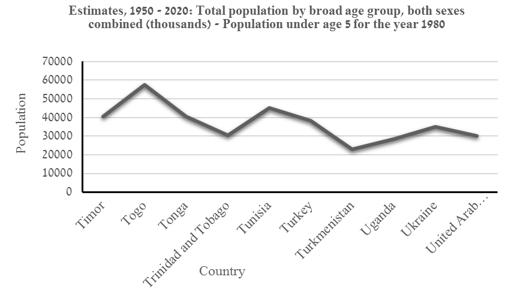 Estimates, 1950 - 2020: Total population by broad age group, both sexes
combined (thousands) - Population under age 5 for the year 1980
70000
60000
50000
40000
30000
20000
10000
0
Population
Timor
Togo
Tonga
Trinidad and Tobago
Tunisia
Turkey
Turkmenistan
Uganda
Ukraine
United Arab...
Country